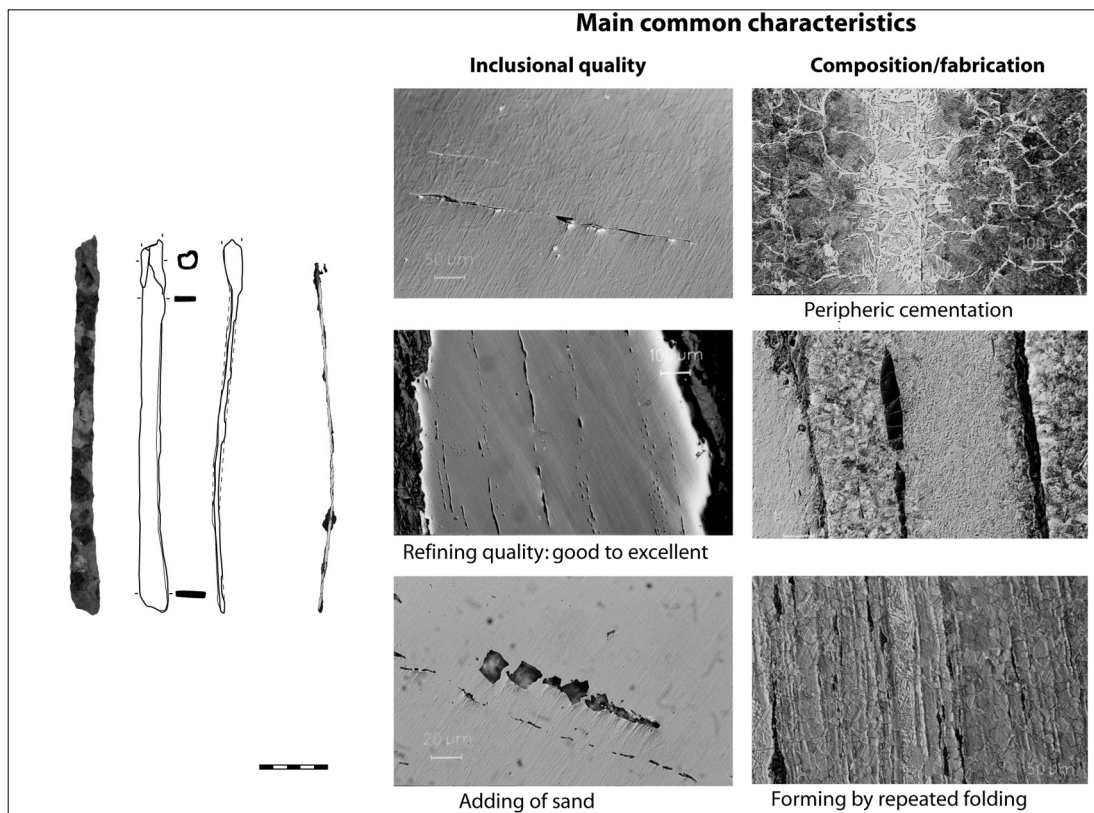 Main common characteristics
Inclusional quality
Composition/fabrication
50 µm
100 µm
Peripheric cementation
100 µm
Refining quality: good to excellent
20 µm
Adding of sand
50 µm
Forming by repeated folding